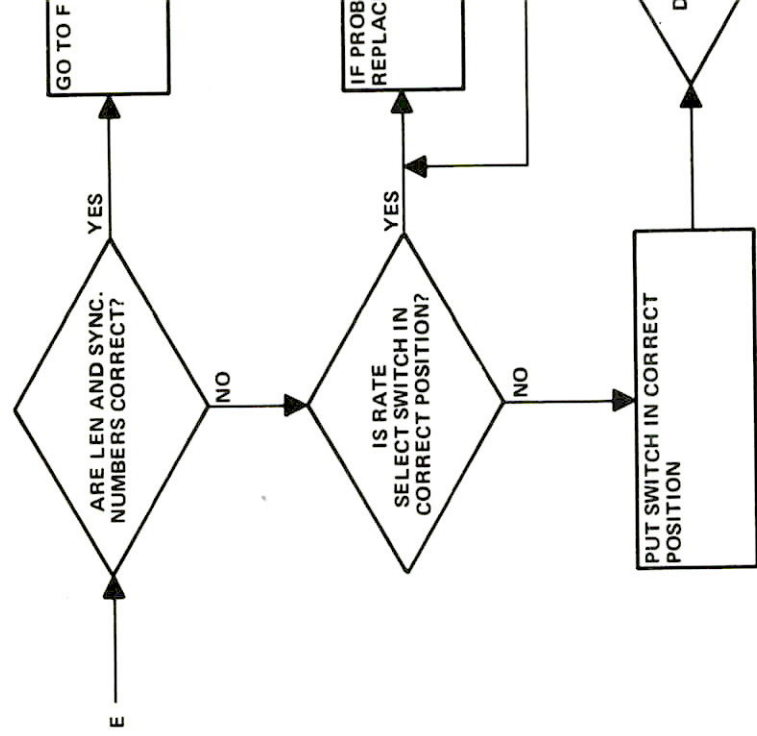 E
ARE LEN AND SYNC.
NUMBERS CORRECT?
YES
GO TO F
NO
IS RATE
SELECT SWITCH IN
CORRECT POSITION?
YES
IF PROB
REPLAC
NO
PUT SWITCH IN CORRECT
POSITION
D